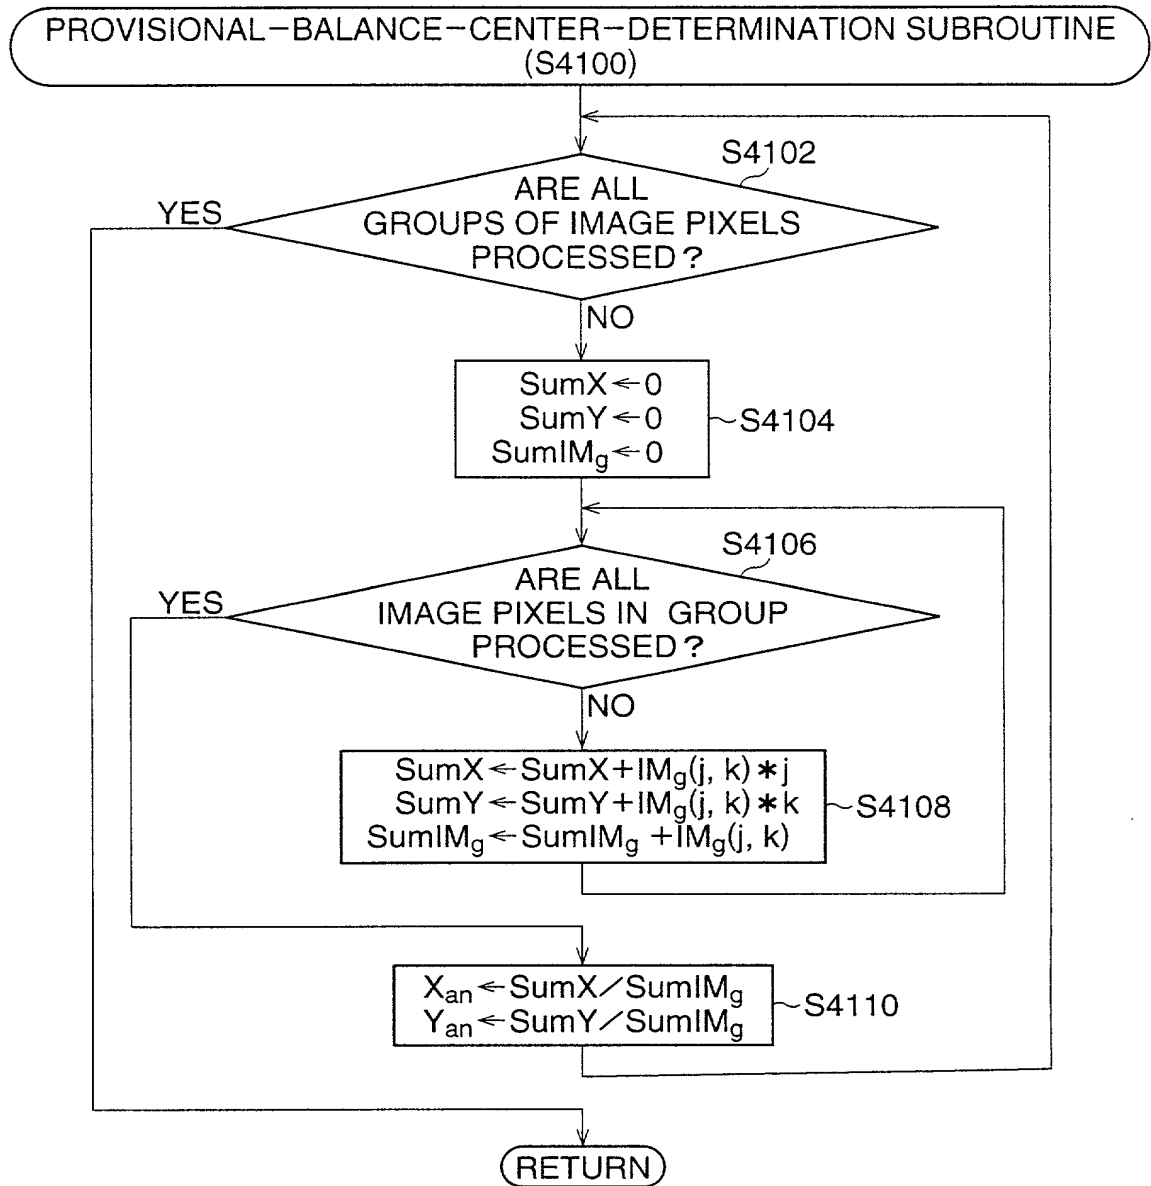 PROVISIONAL-BALANCE-CENTER-DETERMINATION SUBROUTINE
(S4100)
S4102
ARE ALL
GROUPS OF IMAGE PIXELS
PROCESSED?
YES
NO
SumX←0
SumY←0
SumIMg←0
S4104
S4106
ARE ALL
IMAGE PIXELS IN GROUP
PROCESSED?
YES
NO
SumX←SumX+IMg(j, k)*j
SumY←SumY+IMg(j, k)*k
SumIMg←SumIMg+IMg(j, k)
S4108
Xan←SumX/SumIMg
Yan←SumY/SumIMg
S4110
RETURN